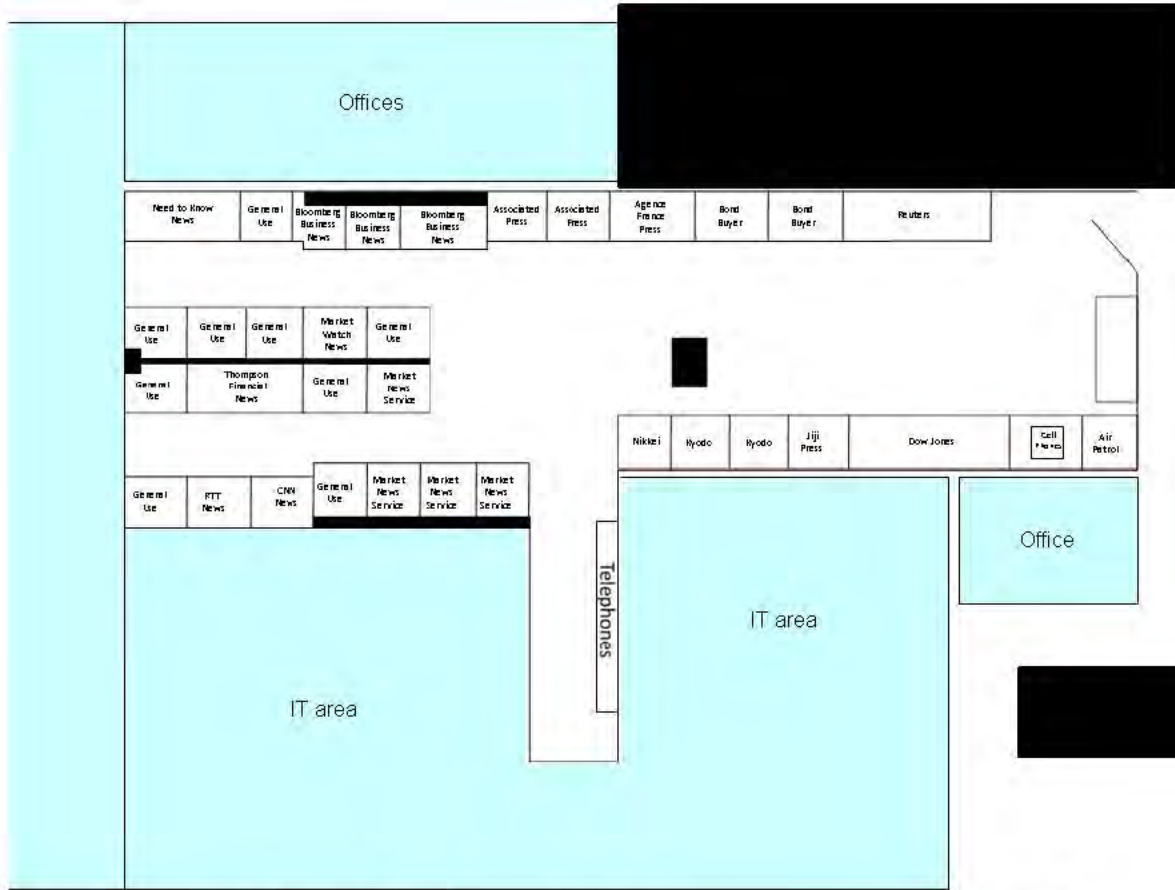 Offices
Need to Know
News
General
Use
Bloomberg
Business
News
Bloomberg
Business
News
Bloomberg
Business
News
Associated
Press
Associated
Press
Agence
France
Press
Bond
Buyer
Bond
Buyer
Reuters
General
Use
General
Use
General
Use
Market
Watch
News
General
Use
General
Use
Thompson
Financial
News
General
Use
Market
News
Service
Nikkei
Kyodo
Kyodo
Jiji
Press
Dow Jones
Cell
Phones
Air
Patrol
General
Use
RTT
News
CNN
News
General
Use
Market
News
Service
Market
News
Service
Market
News
Service
Telephones
IT area
Office
IT area